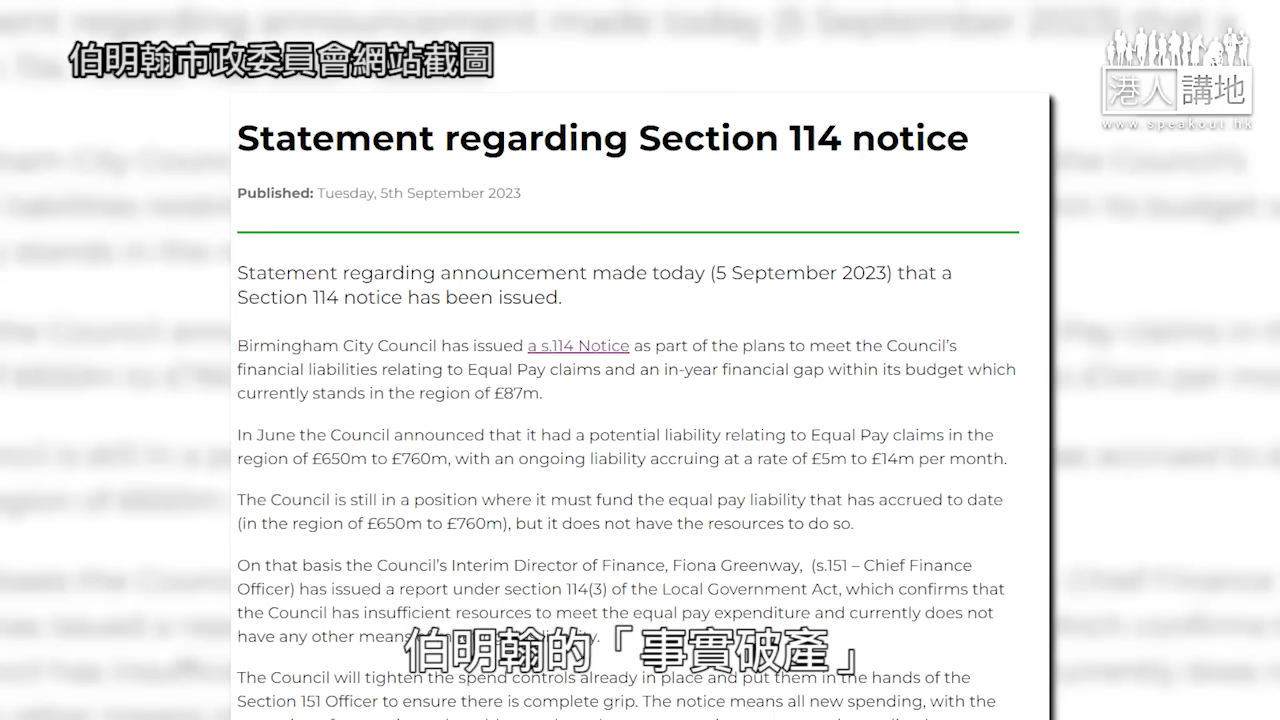 伯明翰市政委員會網站截圖
港人講地
www.speakout.hk
Statement regarding Section 114 notice
Published: Tuesday, 5th September 2023
Statement regarding announcement made today (5 September 2023) that a
Section 114 notice has been issued.
Birmingham City Council has issued a s.114 Notice as part of the plans to meet the Council's
financial liabilities relating to Equal Pay claims and an in-year financial gap within its budget which
currently stands in the region of £87m.
In June the Council announced that it had a potential liability relating to Equal Pay claims in the
region of £650m to £760m, with an ongoing liability accruing at a rate of £5m to £14m per month.
The Council is still in a position where it must fund the equal pay liability that has accrued to date
(in the region of £650m to £760m), but it does not have the resources to do so.
On that basis the Council's Interim Director of Finance, Fiona Greenway, (s.151 – Chief Finance
Officer) has issued a report under section 114(3) of the Local Government Act, which confirms that
the Council has insufficient resources to meet the equal pay expenditure and currently does not
have any other means
伯明翰的「事實破產」
The Council will tighten the spend controls already in place and put them in the hands of the
Section 151 Officer to ensure there is complete grip. The notice means all new spending, with the